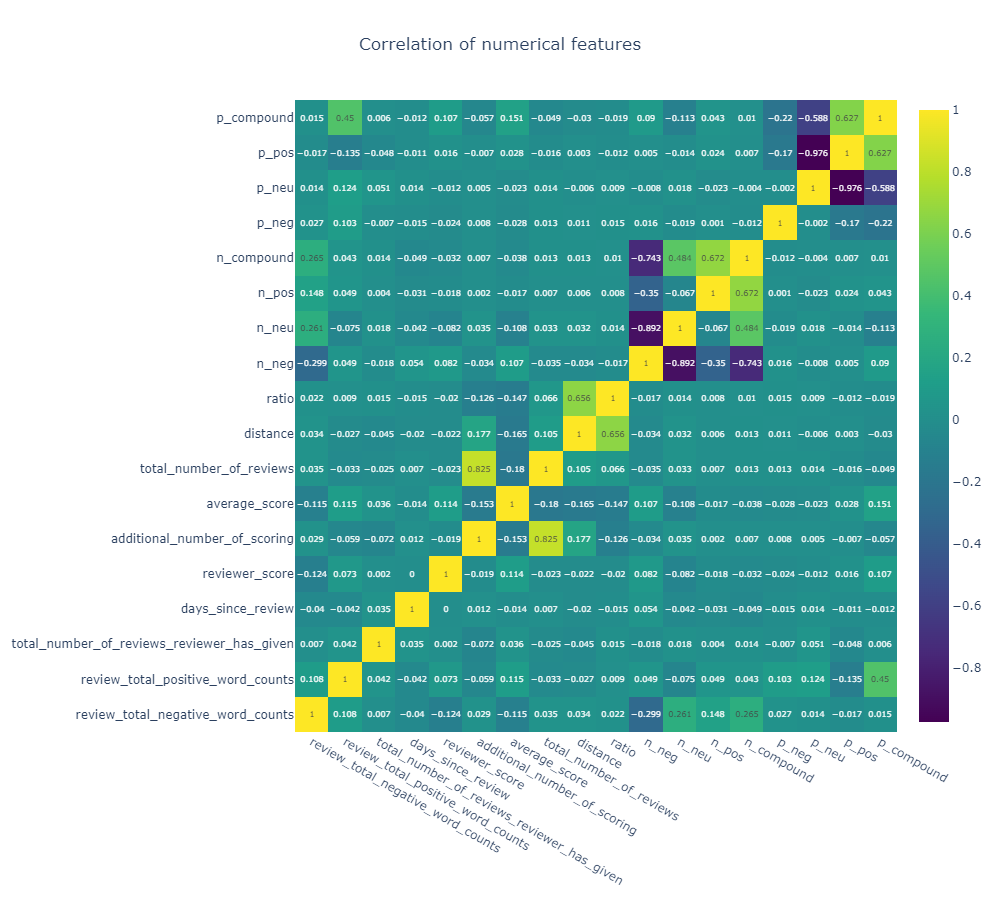 Correlation of numerical features
p_compound 0.015 0.45 0.006 −0.012 0.107 −0.057 0.151 −0.049 −0.03 −0.019 0.09 −0.113 0.043 0.01 −0.22 −0.588 0.627 1
p_pos −0.017 −0.135 −0.048 −0.011 0.016 −0.007 0.028 −0.016 0.003 −0.012 0.005 −0.014 0.024 0.007 −0.17 −0.976 1 0.627
p_neu 0.014 0.124 0.051 0.014 −0.012 0.005 −0.023 0.014 −0.006 0.009 −0.008 0.018 −0.023 −0.004 −0.002 1 −0.976 −0.588
p_neg 0.027 0.103 −0.007 −0.015 −0.024 0.008 −0.028 0.013 0.011 0.015 0.016 −0.019 0.001 −0.012 1 −0.002 −0.17 −0.22
n_compound 0.265 0.043 0.014 −0.049 −0.032 0.007 −0.038 0.013 0.013 0.01 −0.743 0.484 0.672 1 −0.012 −0.004 0.007 0.01
n_pos 0.148 0.049 0.004 −0.031 −0.018 0.002 −0.017 0.007 0.006 0.008 −0.35 −0.067 1 0.672 0.001 −0.023 0.024 0.043
n_neu 0.261 −0.075 0.018 −0.042 −0.082 0.035 −0.108 0.033 0.032 0.014 −0.892 1 −0.067 0.484 −0.019 0.018 −0.014 −0.113
n_neg −0.299 0.049 −0.018 0.054 0.082 −0.034 0.107 −0.035 −0.034 −0.017 1 −0.892 −0.35 −0.743 0.016 −0.008 0.005 0.09
ratio 0.022 0.009 0.015 −0.015 −0.02 −0.126 −0.147 0.066 0.656 1 −0.017 0.014 0.008 0.01 0.015 0.009 −0.012 −0.019
distance 0.034 −0.027 −0.045 −0.02 −0.022 0.177 −0.165 0.105 1 0.656 −0.034 0.032 0.006 0.013 0.011 −0.006 0.003 −0.03
total_number_of_reviews 0.035 −0.033 −0.025 0.007 −0.023 0.825 −0.18 1 0.105 0.066 −0.035 0.033 0.007 0.013 0.013 0.014 −0.016 −0.049
average_score −0.115 0.115 0.036 −0.014 0.114 −0.153 1 −0.18 −0.165 −0.147 0.107 −0.108 −0.017 −0.038 −0.028 −0.023 0.028 0.151
additional_number_of_scoring 0.029 −0.059 −0.072 0.012 −0.019 1 −0.153 0.825 0.177 −0.126 −0.034 0.035 0.002 0.007 0.008 0.005 −0.007 −0.057
reviewer_score −0.124 0.073 0.002 0 1 −0.019 0.114 −0.023 −0.022 −0.02 0.082 −0.082 −0.018 −0.032 −0.024 −0.012 0.016 0.107
days_since_review −0.04 −0.042 0.035 1 0 0.012 −0.014 0.007 −0.02 −0.015 0.054 −0.042 −0.031 −0.049 −0.015 0.014 −0.011 −0.012
total_number_of_reviews_reviewer_has_given 0.007 0.042 1 0.035 0.002 −0.072 0.036 −0.025 −0.045 0.015 −0.018 0.018 0.004 0.014 −0.007 0.051 −0.048 0.006
review_total_positive_word_counts 0.108 1 0.042 −0.042 0.073 −0.059 0.115 −0.033 −0.027 0.009 0.049 −0.075 0.049 0.043 0.103 0.124 −0.135 0.45
review_total_negative_word_counts 1 0.108 0.007 −0.04 −0.124 0.029 −0.115 0.035 0.034 0.022 −0.299 0.261 0.148 0.265 0.027 0.014 −0.017 0.015
review_total_negative_word_counts
review_total_positive_word_counts
total_number_of_reviews_reviewer_has_given
days_since_review
reviewer_score
additional_number_of_scoring
average_score
total_number_of_reviews
distance
ratio
n_neg
n_neu
n_pos
n_compound
p_neg
p_neu
p_pos
p_compound
1
0.8
0.6
0.4
0.2
0
−0.2
−0.4
−0.6
−0.8